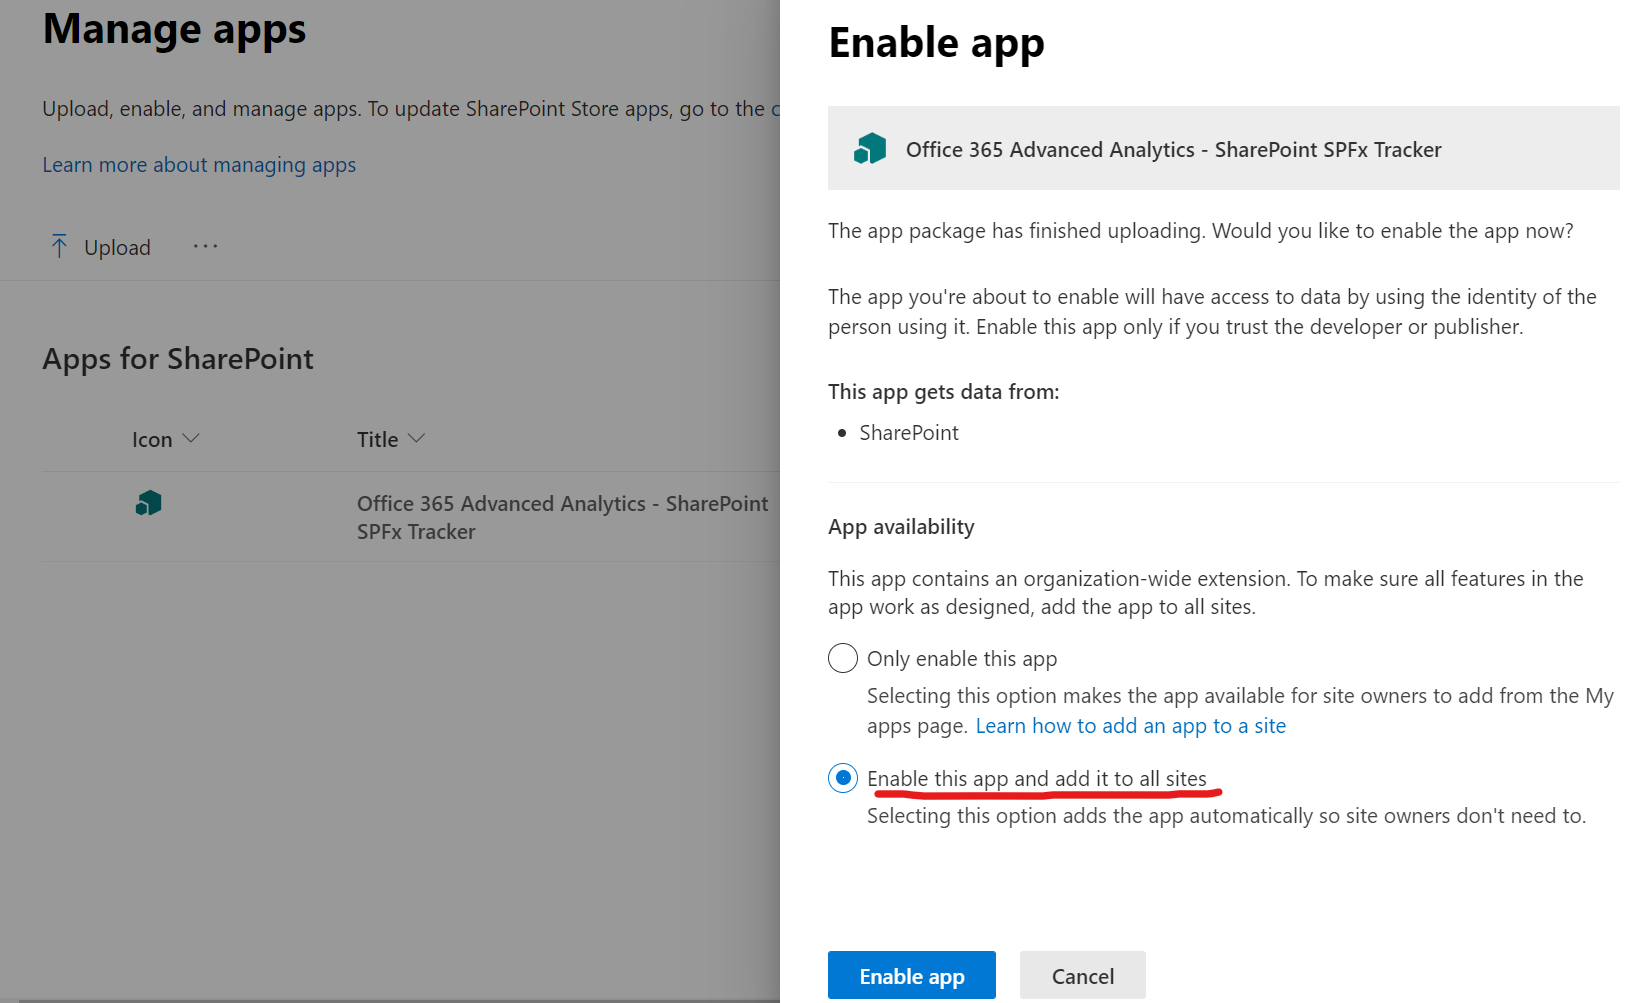 Manage apps
Upload, enable, and manage apps. To update SharePoint Store apps, go to the
Learn more about managing apps
Upload ...
Apps for SharePoint
Icon Title
Office 365 Advanced Analytics - SharePoint
SPFx Tracker
Enable app
Office 365 Advanced Analytics - SharePoint SPFx Tracker
The app package has finished uploading. Would you like to enable the app now?
The app you're about to enable will have access to data by using the identity of the
person using it. Enable this app only if you trust the developer or publisher.
This app gets data from:
• SharePoint
App availability
This app contains an organization-wide extension. To make sure all features in the
app work as designed, add the app to all sites.
Only enable this app
Selecting this option makes the app available for site owners to add from the My
apps page. Learn how to add an app to a site
Enable this app and add it to all sites
Selecting this option adds the app automatically so site owners don't need to.
Enable app Cancel